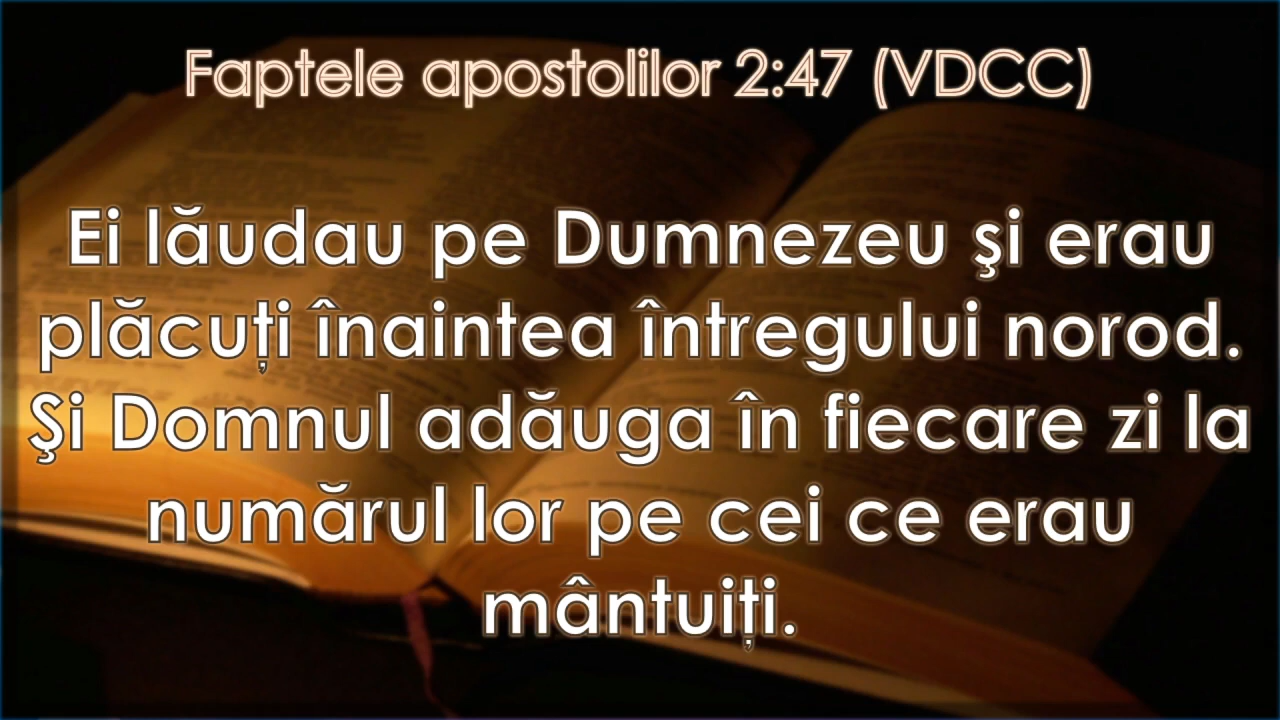 Faptele apostolilor 2:47 (VDCC)
Ei lăudau pe Dumnezeu şi erau
plăcuți înaintea întregului norod.
Şi Domnul adăuga în fiecare zi la
numărul lor pe cei ce erau
mântuiți.